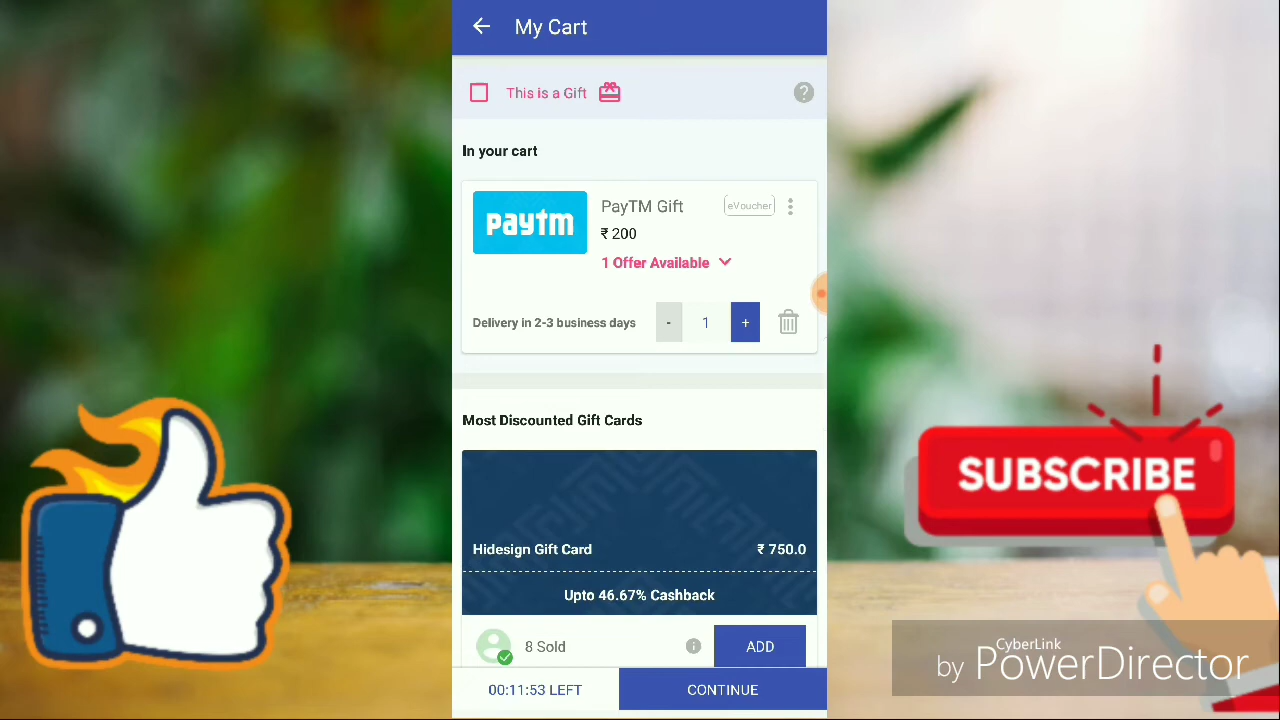 My Cart
This is a Gift
?
In your cart
paytm
PayTM Gift
eVoucher
₹ 200
1 Offer Available
Delivery in 2-3 business days
- 1 +
Most Discounted Gift Cards
Hidesign Gift Card
₹ 750.0
Upto 46.67% Cashback
8 Sold
i
ADD
00:11:53 LEFT
CONTINUE
SUBSCRIBE
CyberLink
by PowerDirector